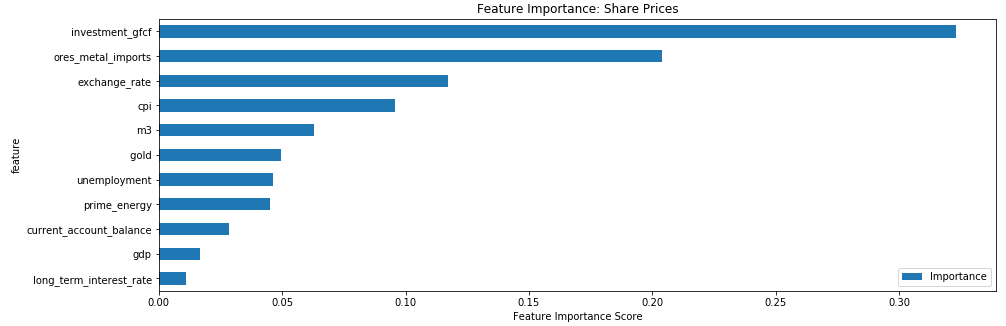 Feature Importance: Share Prices
feature
investment_gfcf
ores_metal_imports
exchange_rate
cpi
m3
gold
unemployment
prime_energy
current_account_balance
gdp
long_term_interest_rate
Importance
0.00 0.05 0.10 0.15 0.20 0.25 0.30
Feature Importance Score